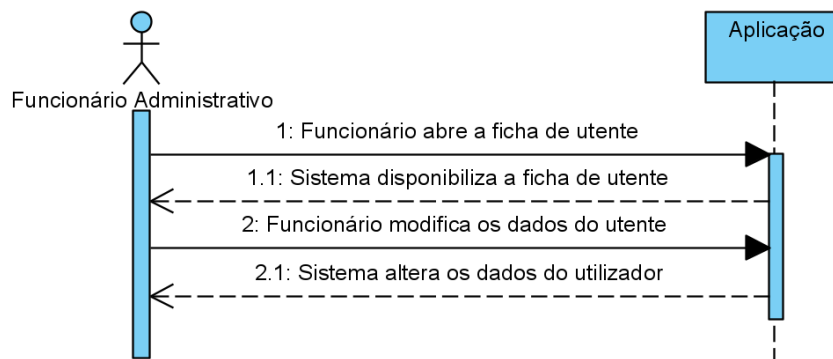 Aplicação
Funcionário Administrativo
1: Funcionário abre a ficha de utente
1.1: Sistema disponibiliza a ficha de utente
2: Funcionário modifica os dados do utente
2.1: Sistema altera os dados do utilizador